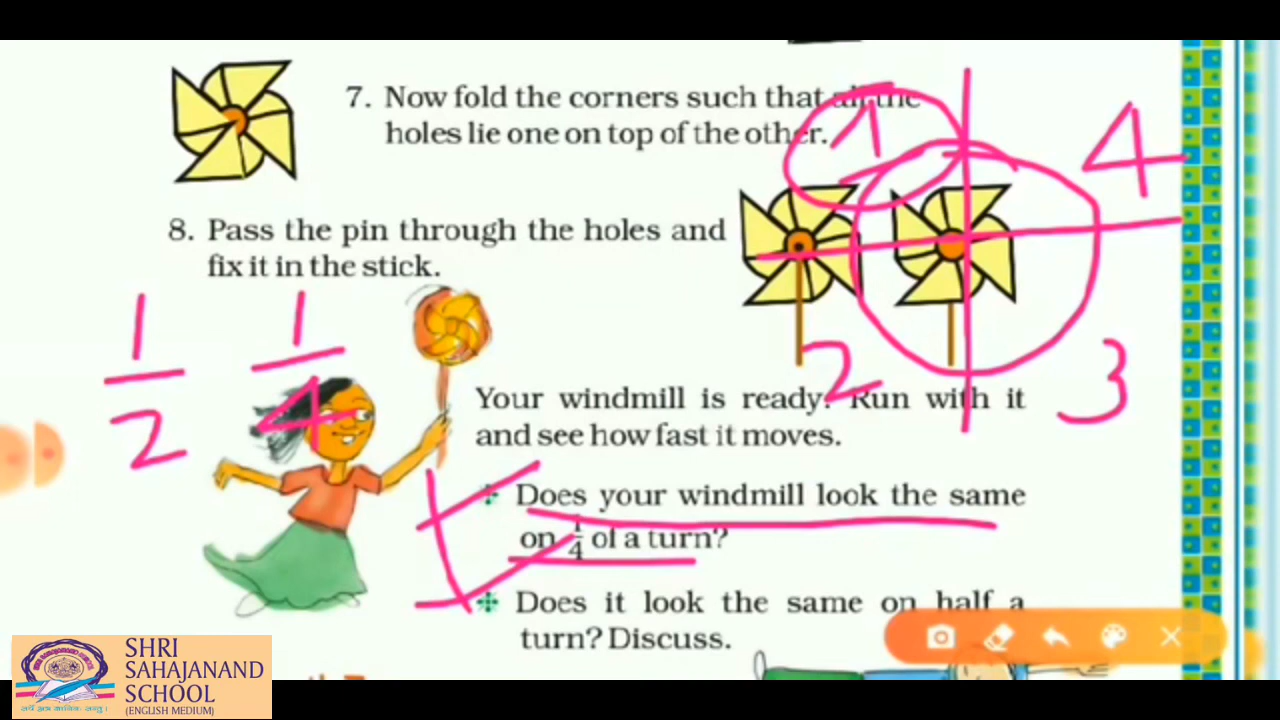 7. Now fold the corners such that all the
holes lie one on top of the other.
8. Pass the pin through the holes and
fix it in the stick.
1 4
2 3
1/2 1/4
Your windmill is ready. Run with it
and see how fast it moves.
Does your windmill look the same
on 1/4 of a turn?
Does it look the same on half a
turn? Discuss.
SHRI
SAHAJANAND
SCHOOL
(ENGLISH MEDIUM)